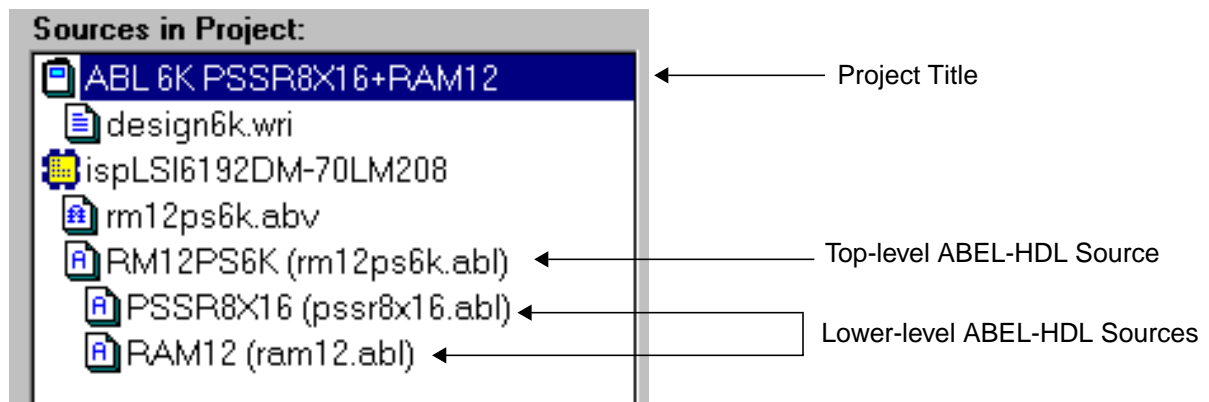 Sources in Project:
ABL 6K PSSR8X16+RAM12
Project Title
design6k.wri
ispLSI6192DM-70LM208
rm12ps6k.abv
RM12PS6K (rm12ps6k.abl)
Top-level ABEL-HDL Source
PSSR8X16 (pssr8x16.abl)
Lower-level ABEL-HDL Sources
RAM12 (ram12.abl)